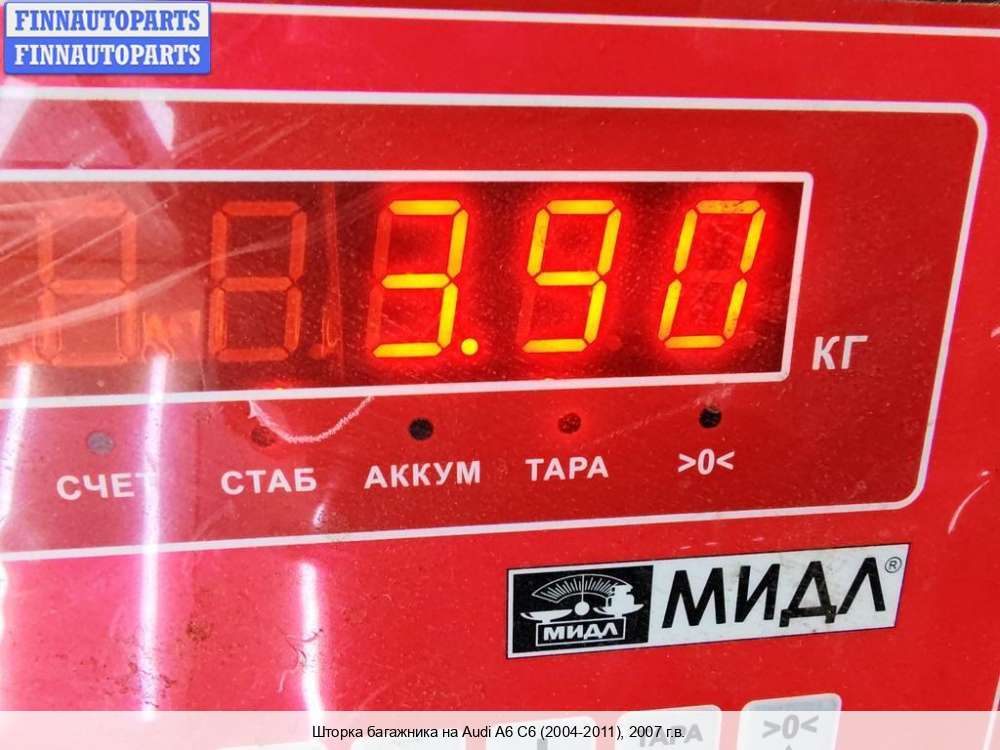 FINNAUTOPARTS
FINNAUTOPARTS
3.90
КГ
СЧЕТ СТАБ АККУМ ТАРА >0<
МИДЛ МИДЛ®
ТАРА >0<
Шторка багажника на Audi A6 C6 (2004-2011), 2007 г.в.